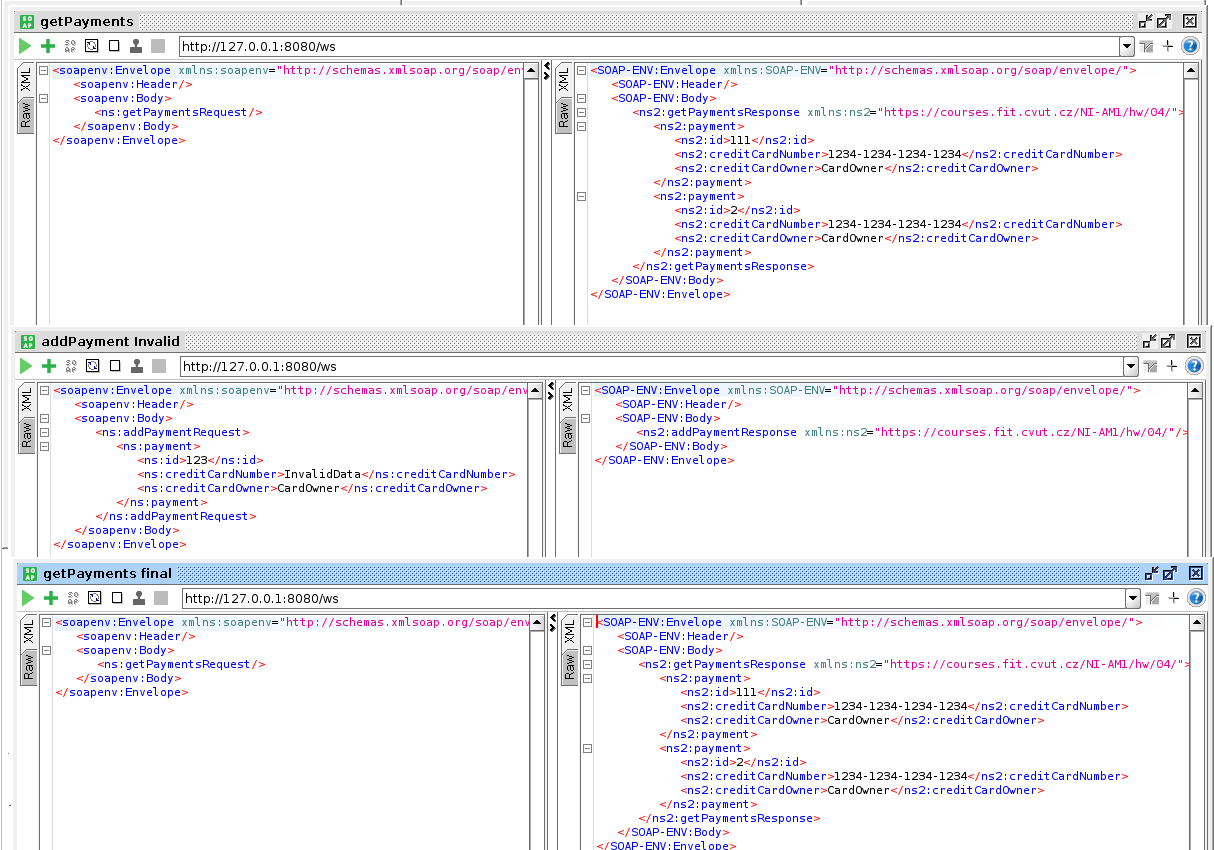 getPayments
http://127.0.0.1:8080/ws
XML
Raw
<soapenv:Envelope xmlns:soapenv="http://schemas.xmlsoap.org/soap/en
<soapenv:Header/>
<soapenv:Body>
<ns:getPaymentsRequest/>
</soapenv:Body>
</soapenv:Envelope>
XML
Raw
<SOAP-ENV:Envelope xmlns:SOAP-ENV="http://schemas.xmlsoap.org/soap/envelope/">
<SOAP-ENV:Header/>
<SOAP-ENV:Body>
<ns2:getPaymentsResponse xmlns:ns2="https://courses.fit.cvut.cz/NI-AM1/hw/04/">
<ns2:payment>
<ns2:id>111</ns2:id>
<ns2:creditCardNumber>1234-1234-1234-1234</ns2:creditCardNumber>
<ns2:creditCardOwner>CardOwner</ns2:creditCardOwner>
</ns2:payment>
<ns2:payment>
<ns2:id>2</ns2:id>
<ns2:creditCardNumber>1234-1234-1234-1234</ns2:creditCardNumber>
<ns2:creditCardOwner>CardOwner</ns2:creditCardOwner>
</ns2:payment>
</ns2:getPaymentsResponse>
</SOAP-ENV:Body>
</SOAP-ENV:Envelope>
addPayment Invalid
http://127.0.0.1:8080/ws
XML
Raw
<soapenv:Envelope xmlns:soapenv="http://schemas.xmlsoap.org/soap/env
<soapenv:Header/>
<soapenv:Body>
<ns:addPaymentRequest>
<ns:payment>
<ns:id>123</ns:id>
<ns:creditCardNumber>InvalidData</ns:creditCardNumber>
<ns:creditCardOwner>CardOwner</ns:creditCardOwner>
</ns:payment>
</ns:addPaymentRequest>
</soapenv:Body>
</soapenv:Envelope>
XML
Raw
<SOAP-ENV:Envelope xmlns:SOAP-ENV="http://schemas.xmlsoap.org/soap/envelope/">
<SOAP-ENV:Header/>
<SOAP-ENV:Body>
<ns2:addPaymentResponse xmlns:ns2="https://courses.fit.cvut.cz/NI-AM1/hw/04/"/>
</SOAP-ENV:Body>
</SOAP-ENV:Envelope>
getPayments final
http://127.0.0.1:8080/ws
XML
Raw
<soapenv:Envelope xmlns:soapenv="http://schemas.xmlsoap.org/soap/env
<soapenv:Header/>
<soapenv:Body>
<ns:getPaymentsRequest/>
</soapenv:Body>
</soapenv:Envelope>
XML
Raw
<SOAP-ENV:Envelope xmlns:SOAP-ENV="http://schemas.xmlsoap.org/soap/envelope/">
<SOAP-ENV:Header/>
<SOAP-ENV:Body>
<ns2:getPaymentsResponse xmlns:ns2="https://courses.fit.cvut.cz/NI-AM1/hw/04/">
<ns2:payment>
<ns2:id>111</ns2:id>
<ns2:creditCardNumber>1234-1234-1234-1234</ns2:creditCardNumber>
<ns2:creditCardOwner>CardOwner</ns2:creditCardOwner>
</ns2:payment>
<ns2:payment>
<ns2:id>2</ns2:id>
<ns2:creditCardNumber>1234-1234-1234-1234</ns2:creditCardNumber>
<ns2:creditCardOwner>CardOwner</ns2:creditCardOwner>
</ns2:payment>
</ns2:getPaymentsResponse>
</SOAP-ENV:Body>
</SOAP-ENV:Envelope>